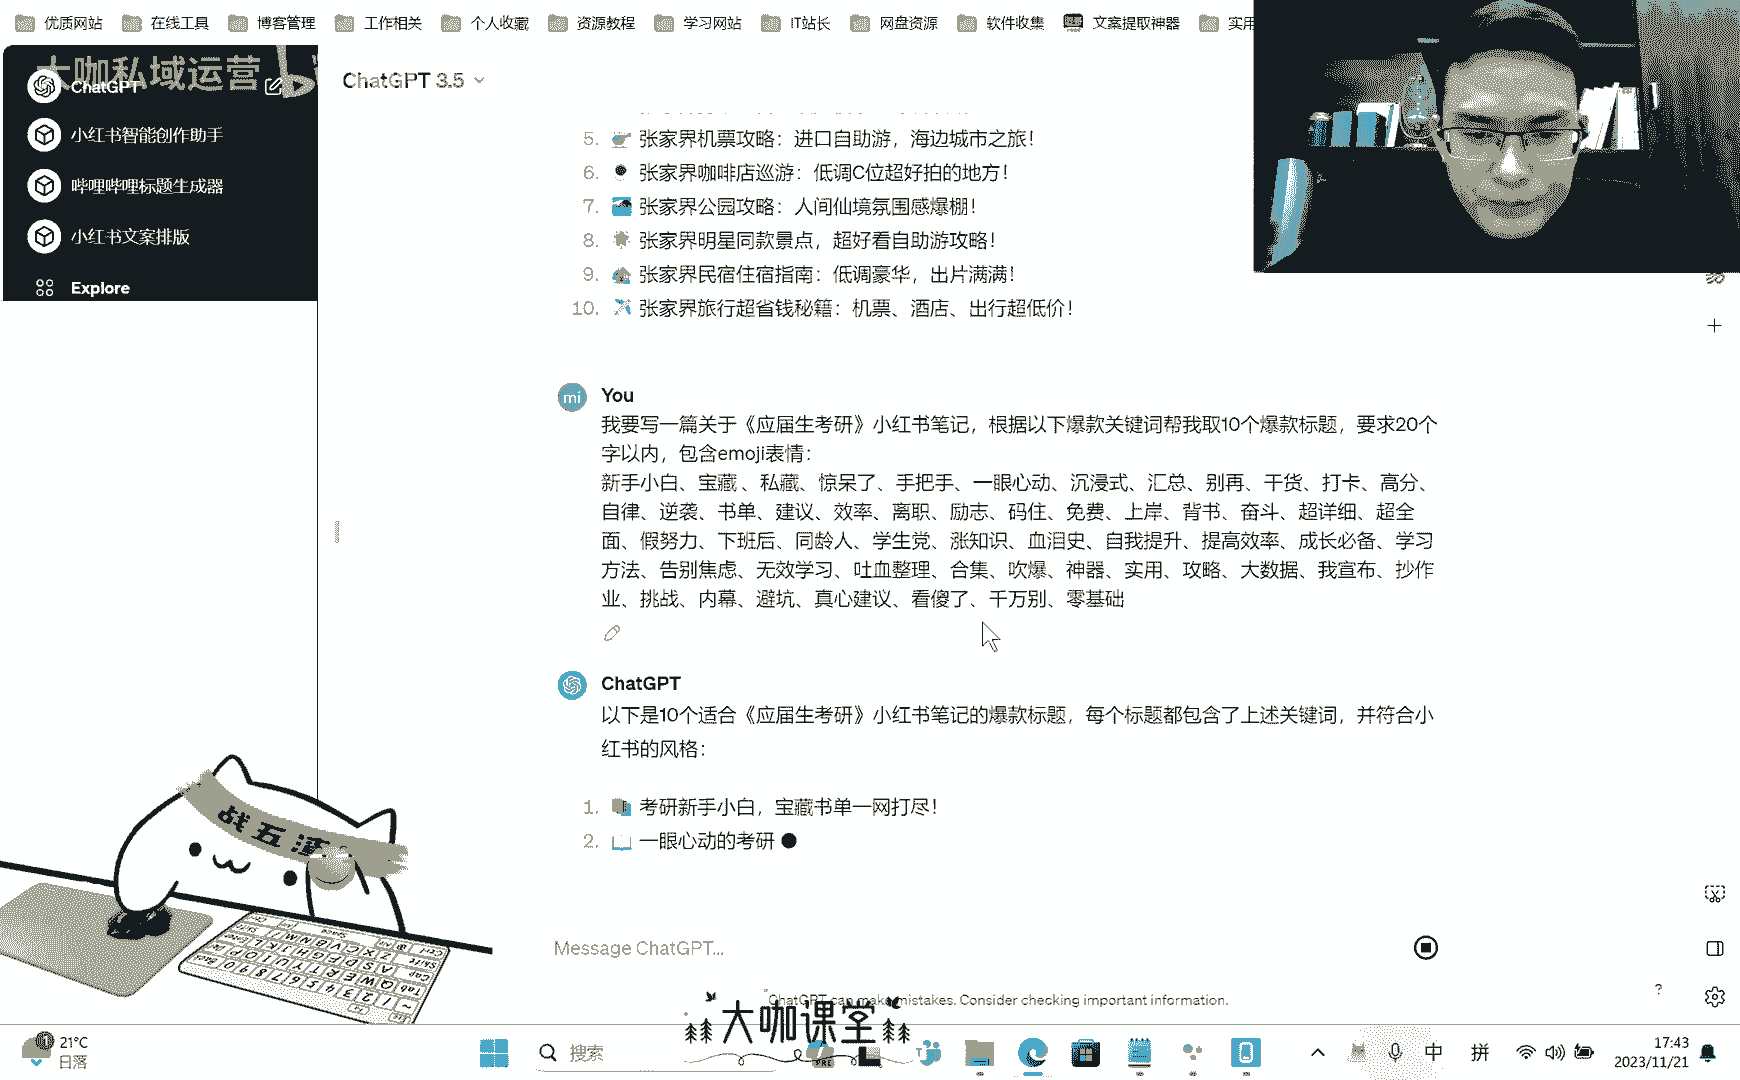 优质网站 在线工具 博客管理 工作相关 个人收藏 资源教程 学习网站 IT站长 网盘资源 软件收集 文案提取神器 实用
大咖私域运营
ChatGPT
小红书智能创作助手
哔哩哔哩标题生成器
小红书文案排版
Explore
ChatGPT 3.5
5. 张家界机票攻略：进口自助游，海边城市之旅！
6. 张家界咖啡店巡游：低调C位超好拍的地方！
7. 张家界公园攻略：人间仙境氛围感爆棚！
8. 张家界明星同款景点，超好看自助游攻略！
9. 张家界民宿住宿指南：低调豪华，出片满满！
10. 张家界旅行超省钱秘籍：机票、酒店、出行超低价！
mi You
我要写一篇关于《应届生考研》小红书笔记，根据以下爆款关键词帮我取10个爆款标题，要求20个
字以内，包含emoji表情：
新手小白、宝藏 、私藏、惊呆了、手把手、一眼心动、沉浸式、汇总、别再、干货、打卡、高分、
自律、逆袭、书单、建议、效率、离职、励志、码住、免费、上岸、背书、奋斗、超详细、超全
面、假努力、下班后、同龄人、学生党、涨知识、血泪史、自我提升、提高效率、成长必备、学习
方法、告别焦虑、无效学习、吐血整理、合集、吹爆、神器、实用、攻略、大数据、我宣布、抄作
业、挑战、内幕、避坑、真心建议、看傻了、千万别、零基础
ChatGPT
以下是10个适合《应届生考研》小红书笔记的爆款标题，每个标题都包含了上述关键词，并符合小
红书的风格：
1. 考研新手小白，宝藏书单一网打尽！
2. 一眼心动的考研
Message ChatGPT...
ChatGPT can make mistakes. Consider checking important information.
?
大咖课堂
1 21°C
日落
搜索
中
拼
17:43
2023/11/21